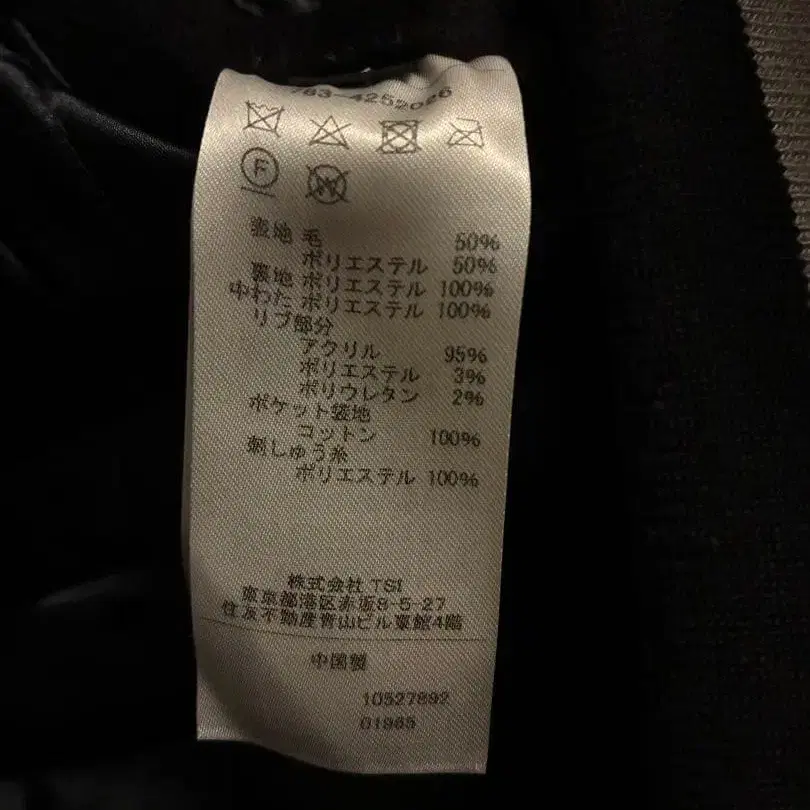 763-4252026
F
W
表地 毛 50%
ポリエステル 50%
裏地 ポリエステル 100%
中わた ポリエステル 100%
リブ部分
アクリル 95%
ポリエステル 3%
ポリウレタン 2%
ポケット袋地
コットン 100%
刺しゅう糸
ポリエステル 100%
株式会社 TSI
東京都港区赤坂8-5-27
住友不動産青山ビル東館4階
中国製
10527892
01965